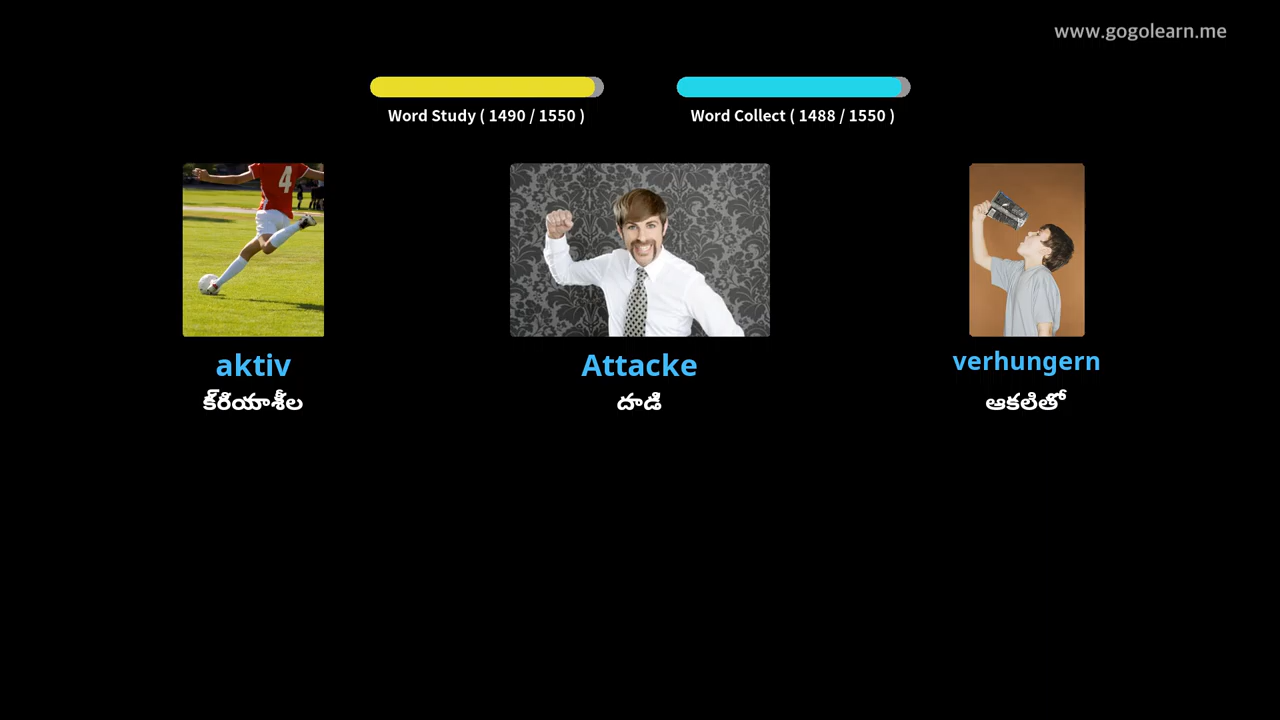 www.gogolearn.me
Word Study ( 1490 / 1550 )
Word Collect ( 1488 / 1550 )
4
aktiv
Attacke
verhungern
క్రియాశీల
దాడి
ఆకలితో